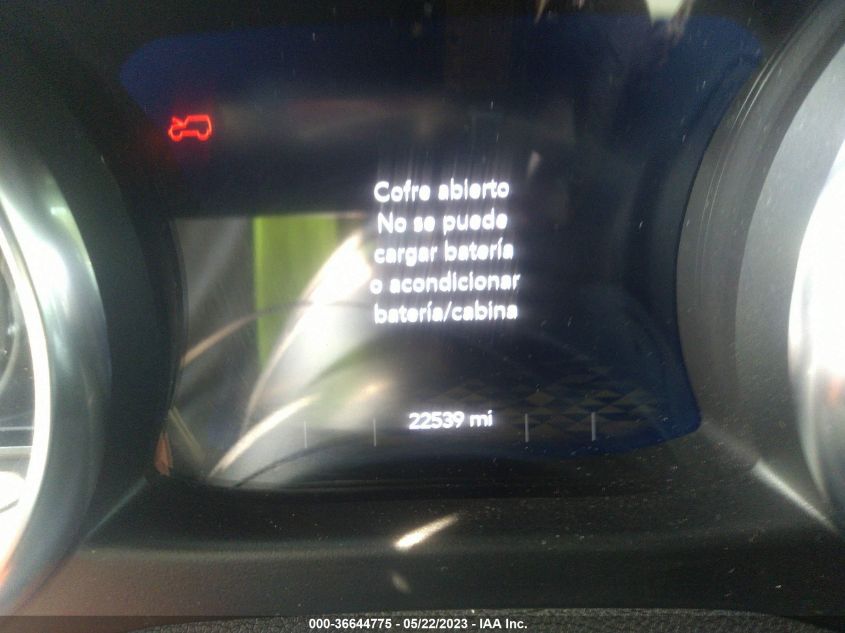 Cofre abierto
No se puede
cargar batería
o acondicionar
batería/cabina
22539 mi
000-36644775 - 05/22/2023 - IAA Inc.